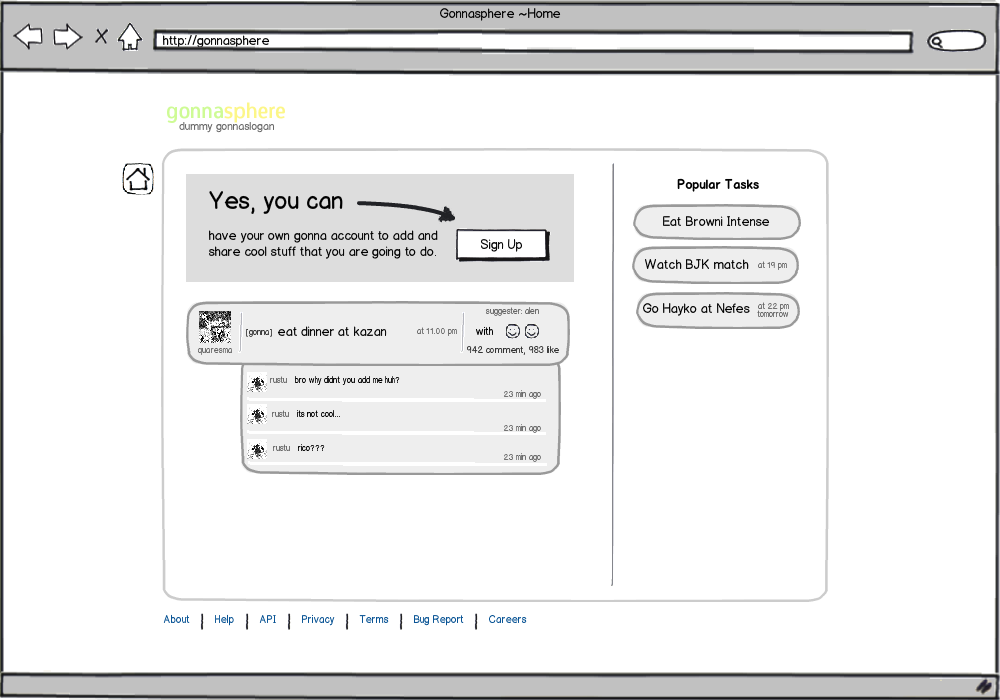 Gonnasphere ~Home
http://gonnasphere
gonnasphere
dummy gonnaslogan
Yes, you can
have your own gonna account to add and
share cool stuff that you are going to do.
Sign Up
quaresma
[gonna] eat dinner at kazan
at 11.00 pm
suggester: alen
with
942 comment, 983 like
rustu bro why didnt you add me huh?
23 min ago
rustu its not cool...
23 min ago
rustu rico???
23 min ago
Popular Tasks
Eat Browni Intense
Watch BJK match at 19 pm
Go Hayko at Nefes at 22 pm
tomorrow
About | Help | API | Privacy | Terms | Bug Report | Careers